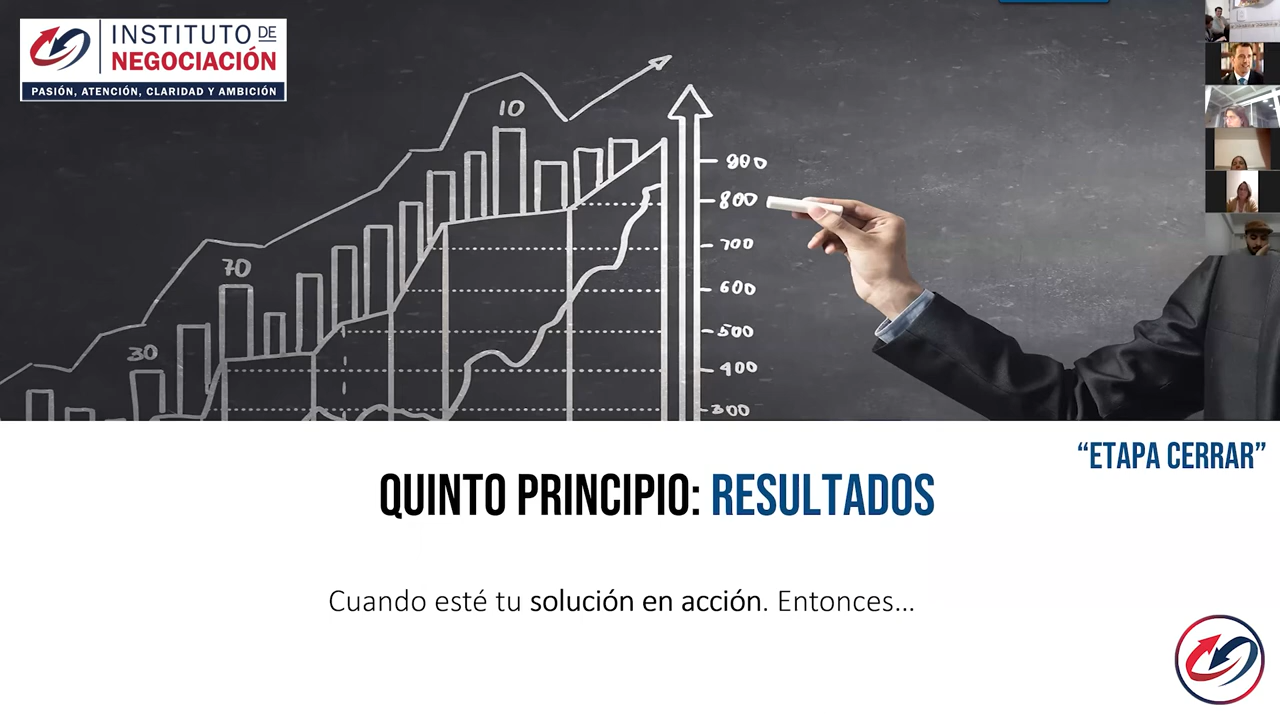 INSTITUTO DE
NEGOCIACIÓN
PASIÓN, ATENCIÓN, CLARIDAD Y AMBICIÓN
10
70
30
900
800
700
600
500
400
300
“ETAPA CERRAR”
QUINTO PRINCIPIO: RESULTADOS
Cuando esté tu solución en acción. Entonces...